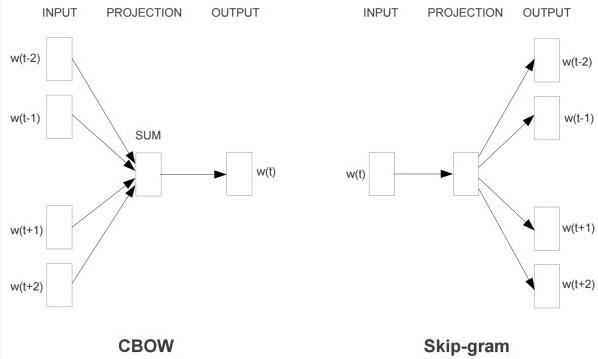 INPUT PROJECTION OUTPUT
w(t-2)
w(t-1)
SUM
w(t)
w(t+1)
w(t+2)
CBOW
INPUT PROJECTION OUTPUT
w(t-2)
w(t-1)
w(t)
w(t+1)
w(t+2)
Skip-gram